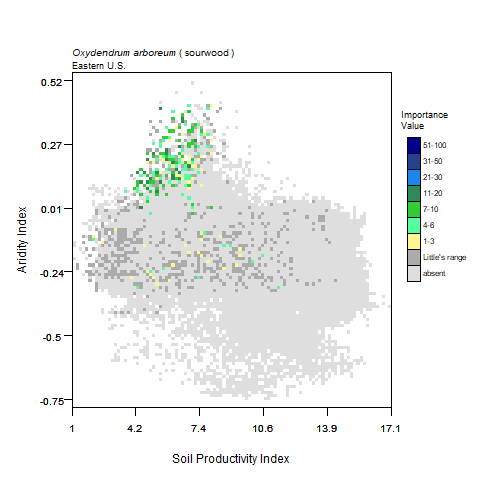 Oxydendrum arboreum ( sourwood )
Eastern U.S.
0.52
0.27
0.01
-0.24
-0.5
-0.75
Aridity Index
1
4.2
7.4
10.6
13.9
17.1
Soil Productivity Index
Importance
Value
51-100
31-50
21-30
11-20
7-10
4-6
1-3
Little's range
absent